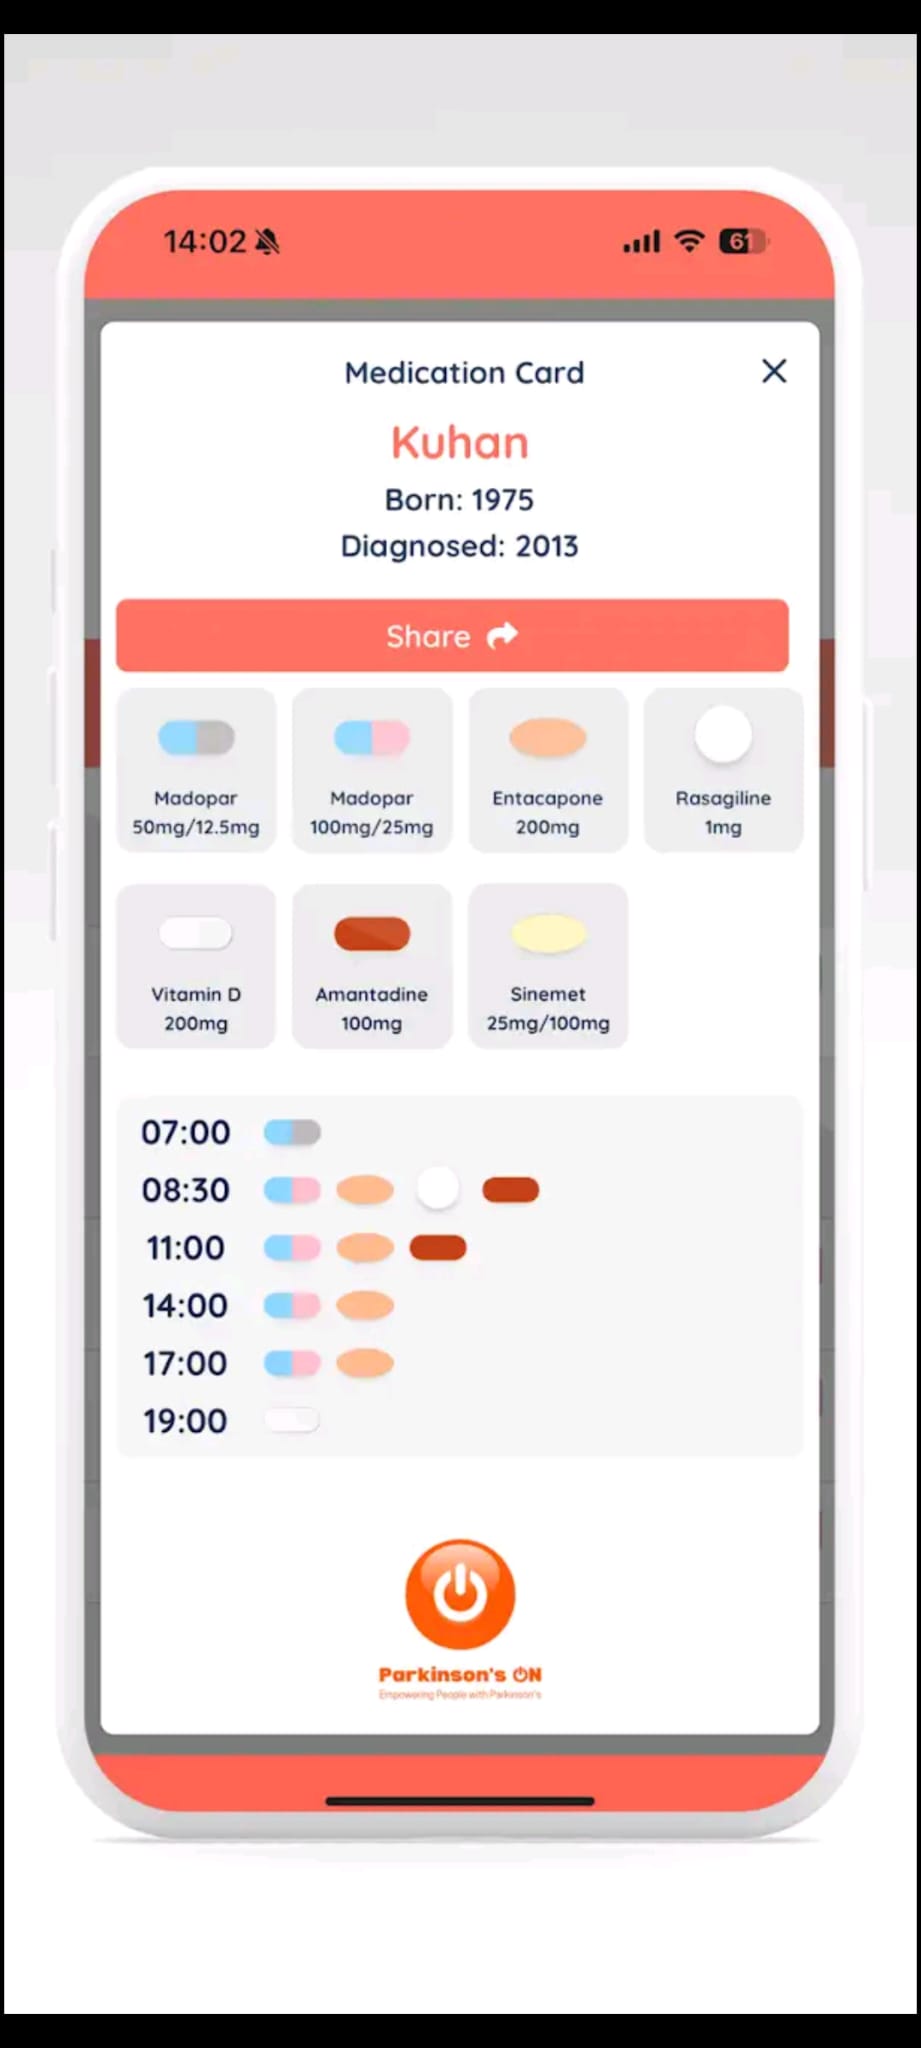 14:02
61
Medication Card
Kuhan
Born: 1975
Diagnosed: 2013
Share
Madopar
50mg/12.5mg
Madopar
100mg/25mg
Entacapone
200mg
Rasagiline
1mg
Vitamin D
200mg
Amantadine
100mg
Sinemet
25mg/100mg
07:00
08:30
11:00
14:00
17:00
19:00
Parkinson's ON
Empowering People with Parkinson's